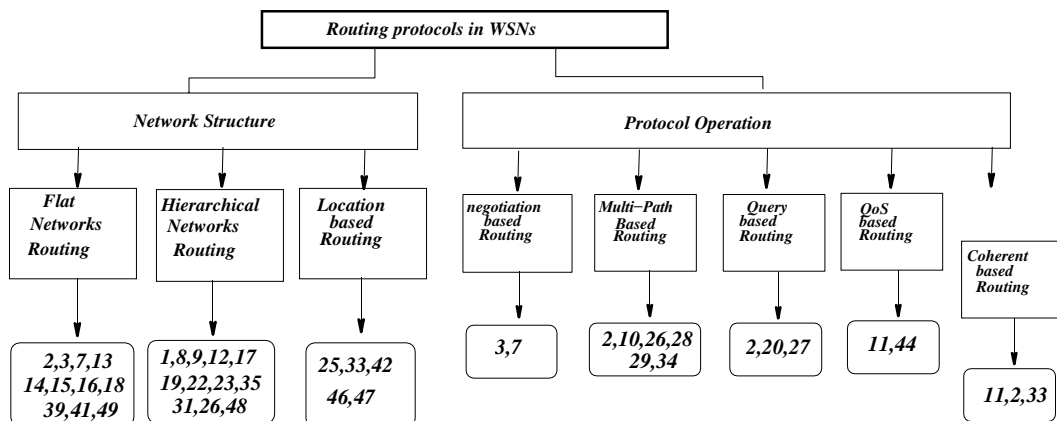 Routing protocols in WSNs
Network Structure
Protocol Operation
Flat
Networks
Routing
Hierarchical
Networks
Routing
Location
based
Routing
negotiation
based
Routing
Multi−Path
Based
Routing
Query
based
Routing
QoS
based
Routing
Coherent
based
Routing
2,3,7,13
14,15,16,18
39,41,49
1,8,9,12,17
19,22,23,35
31,26,48
25,33,42
46,47
3,7
2,10,26,28
29,34
2,20,27
11,44
11,2,33